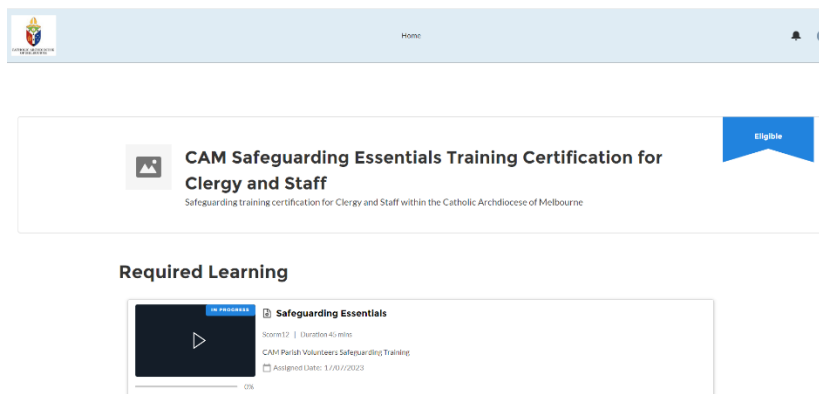 Home
Eligible
CAM Safeguarding Essentials Training Certification for
Clergy and Staff
Safeguarding training certification for Clergy and Staff within the Catholic Archdiocese of Melbourne
Required Learning
IN PROGRESS
Safeguarding Essentials
Scorm12 | Duration 45 mins
CAM Parish Volunteers Safeguarding Training
Assigned Date: 17/07/2023
0%